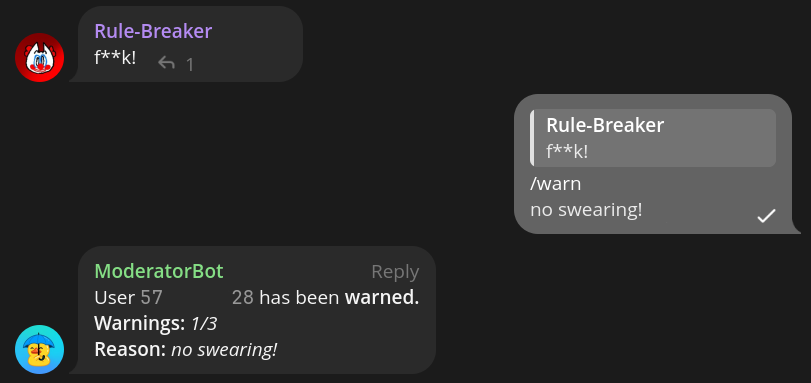 Rule-Breaker
f**k!
1
Rule-Breaker
f**k!
/warn
no swearing!
ModeratorBot Reply
User 57 28 has been warned.
Warnings: 1/3
Reason: no swearing!